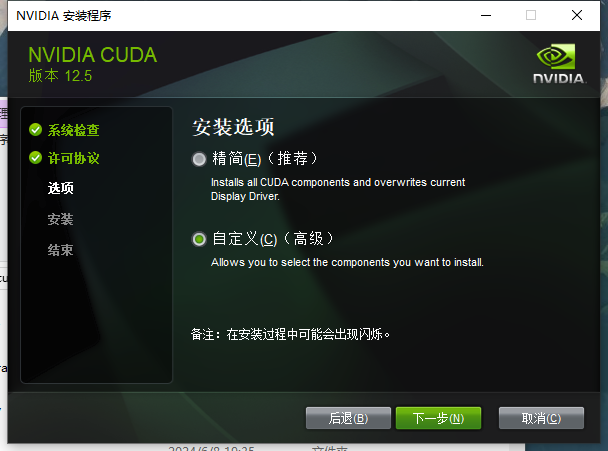 NVIDIA 安装程序
NVIDIA CUDA
版本 12.5
NVIDIA.
系统检查
许可协议
选项
安装
结束
安装选项
精简(E)（推荐）
Installs all CUDA components and overwrites current
Display Driver.
自定义(C)（高级）
Allows you to select the components you want to install.
备注：在安装过程中可能会出现闪烁。
后退(B)
下一步(N)
取消(C)